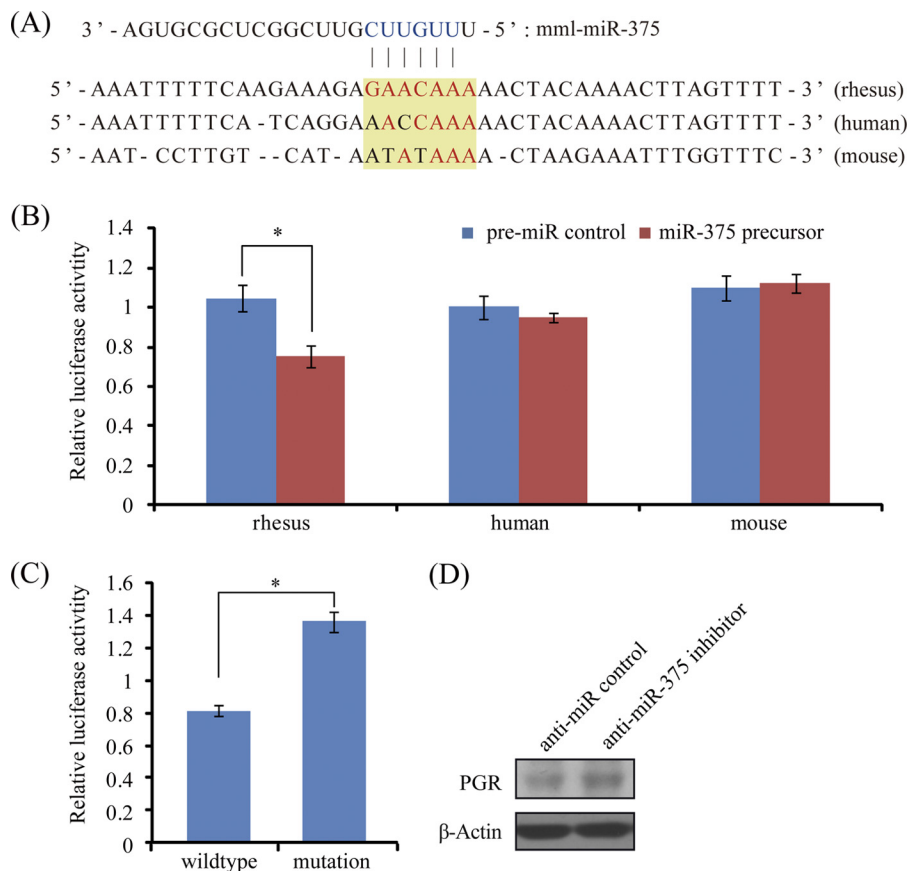 (A)
3’ - AGUGCGCUCGGCUUGCUUGUUU -5’ : mml-miR-375
5’ - AAATTTTTCAAGAAAGAGAACAAAAACTACAAAACTTAGTTTT - 3’ (rhesus)
5’ - AAATTTTTCA - TCAGGAAACCAAAAACTACAAAACTTAGTTTT - 3’ (human)
5’ - AAT - CCTTGT - - CAT - AATATAAAA - CTAAGAAATTTGGTTTC - 3’ (mouse)
(B)
Relative luciferase activtity
1.4
1.2
1
0.8
0.6
0.4
0.2
0
pre-miR control
miR-375 precursor
*
rhesus
human
mouse
(C)
Relative luciferase activtity
1.6
1.4
1.2
1
0.8
0.6
0.4
0.2
0
*
wildtype
mutation
(D)
anti-miR control
anti-miR-375 inhibitor
PGR
β-Actin